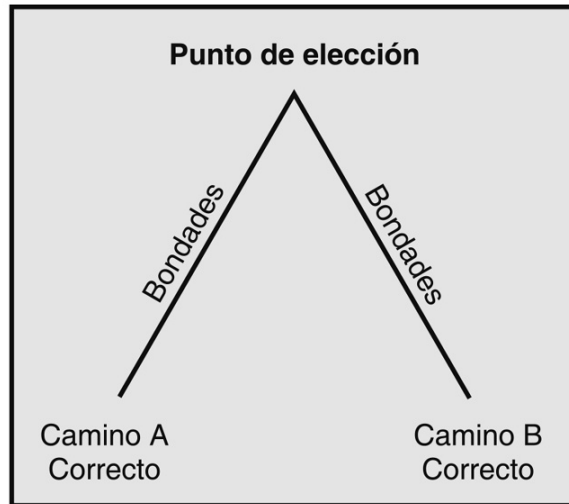 Punto de elección
Bondades
Bondades
Camino A
Correcto
Camino B
Correcto